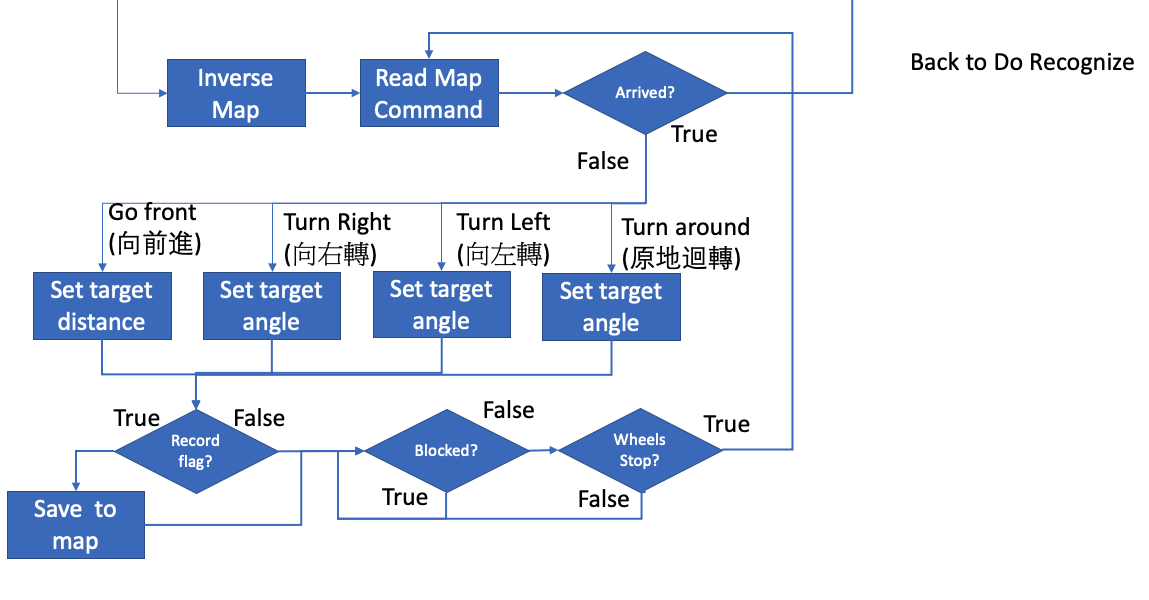 Back to Do Recognize
Inverse
Map
Read Map
Command
Arrived?
True
False
Go front
(向前進)
Turn Right
(向右轉)
Turn Left
(向左轉)
Turn around
(原地迴轉)
Set target
distance
Set target
angle
Set target
angle
Set target
angle
True
False
Record
flag?
False
Blocked?
True
Wheels
Stop?
True
False
Save to
map